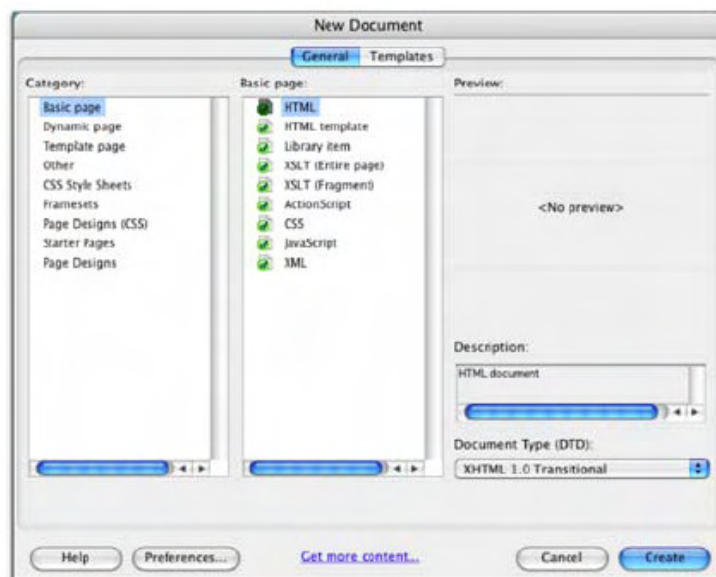 New Document
General Templates
Category:
Basic page
Dynamic page
Template page
Other
CSS Style Sheets
Framesets
Page Designs (CSS)
Starter Pages
Page Designs
Basic page:
HTML
HTML template
Library item
XSLT (Entire page)
XSLT (Fragment)
ActionScript
CSS
JavaScript
XML
Preview:
<No preview>
Description:
HTML document
Document Type (DTD):
XHTML 1.0 Transitional
Help Preferences... Get more content... Cancel Create